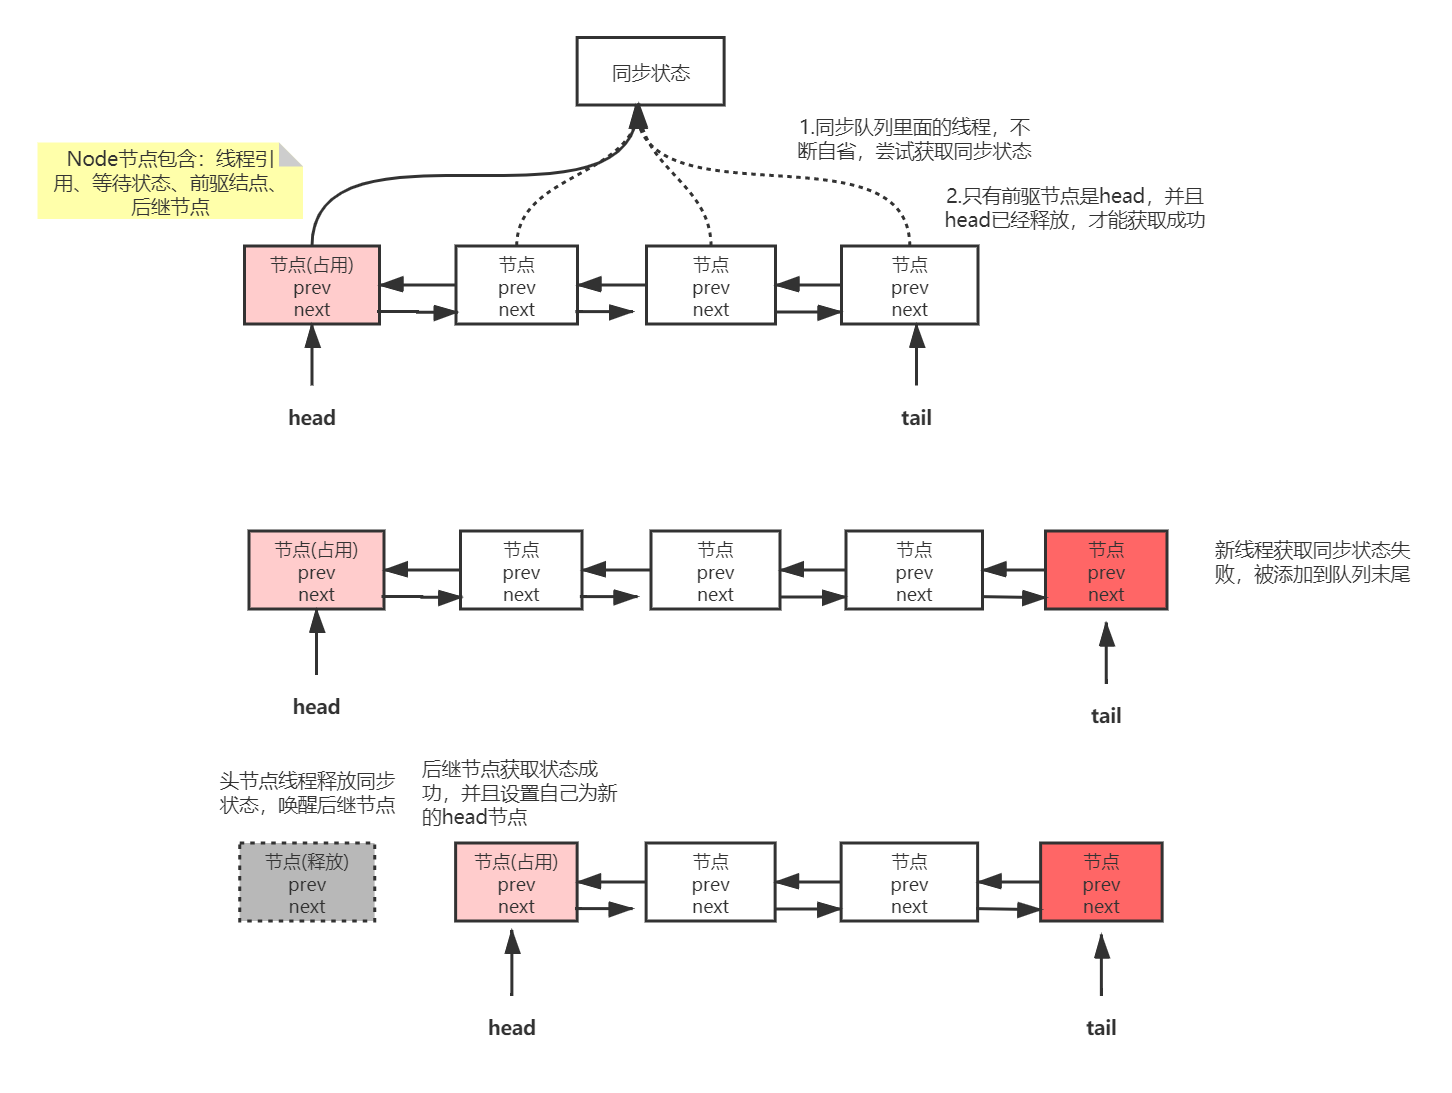 同步状态
1.同步队列里面的线程，不
断自省，尝试获取同步状态
Node节点包含：线程引
用、等待状态、前驱结点、
后继节点
2.只有前驱节点是head，并且
head已经释放，才能获取成功
节点(占用)
prev
next
节点
prev
next
节点
prev
next
节点
prev
next
head
tail
节点(占用)
prev
next
节点
prev
next
节点
prev
next
节点
prev
next
节点
prev
next
新线程获取同步状态失
败，被添加到队列末尾
head
tail
头节点线程释放同步
状态，唤醒后继节点
后继节点获取状态成
功，并且设置自己为新
的head节点
节点(释放)
prev
next
节点(占用)
prev
next
节点
prev
next
节点
prev
next
节点
prev
next
head
tail